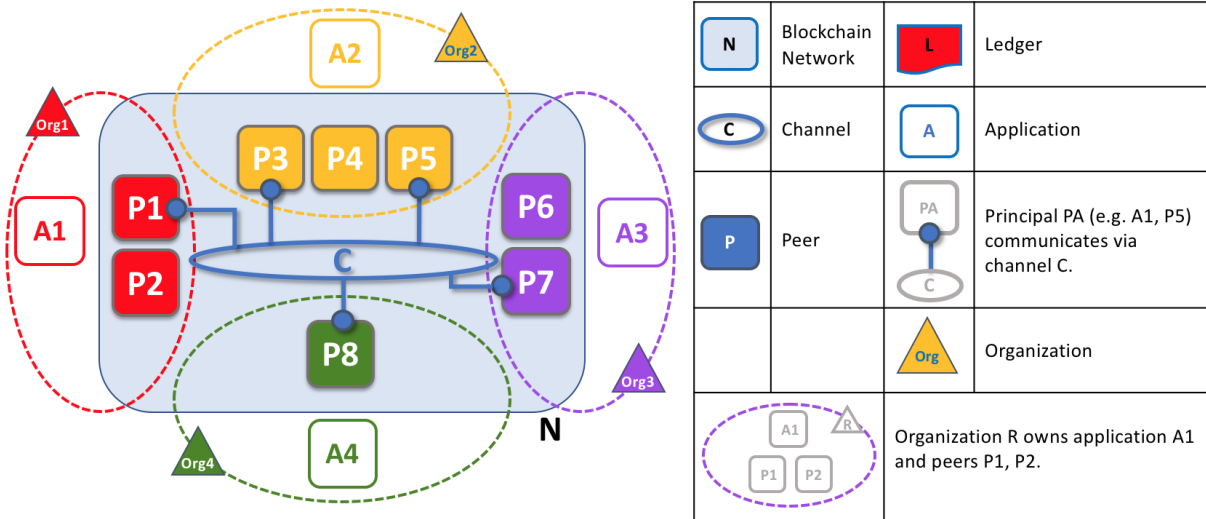 A2
Org2
Org1
P3 P4 P5
P1
P6
A1
A3
C
P2
P7
P8
Org3
N
A4
Org4
N
Blockchain
Network
L
Ledger
C
Channel
A
Application
P
Peer
PA
C
Principal PA (e.g. A1, P5)
communicates via
channel C.
Org
Organization
A1
R
P1
P2
Organization R owns application A1
and peers P1, P2.